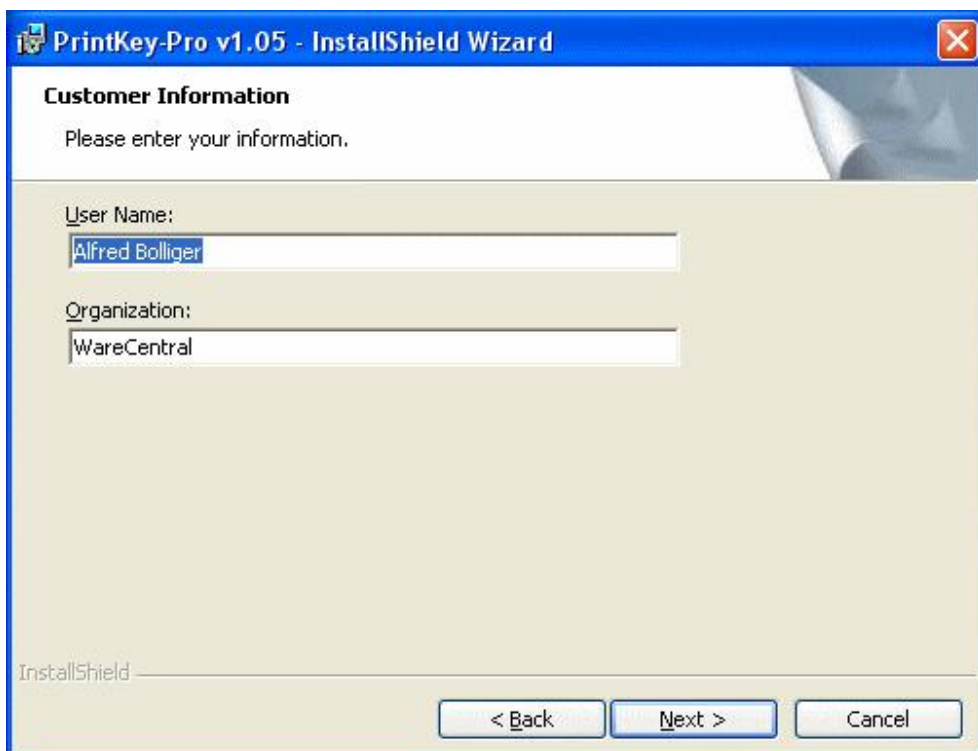 PrintKey-Pro v1.05 - InstallShield Wizard
Customer Information
Please enter your information.
User Name:
Alfred Bolliger
Organization:
WareCentral
InstallShield
< Back Next > Cancel